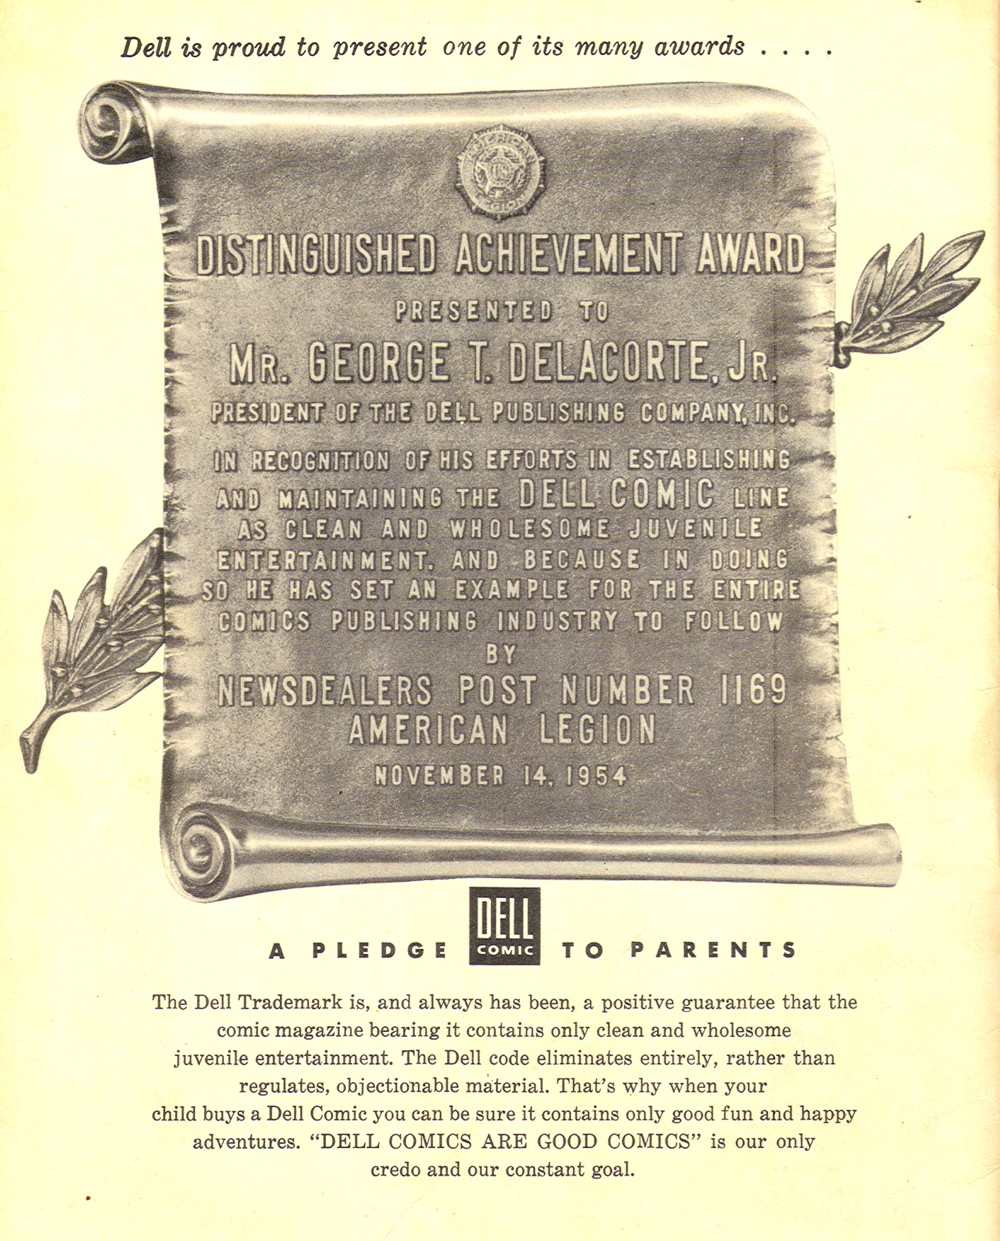 Dell is proud to present one of its many awards . . . .
AMERICAN
US
LEGION
DISTINGUISHED ACHIEVEMENT AWARD
PRESENTED TO
MR. GEORGE T. DELACORTE, JR.
PRESIDENT OF THE DELL PUBLISHING COMPANY, INC.
IN RECOGNITION OF HIS EFFORTS IN ESTABLISHING
AND MAINTAINING THE DELL COMIC LINE
AS CLEAN AND WHOLESOME JUVENILE
ENTERTAINMENT. AND BECAUSE IN DOING
SO HE HAS SET AN EXAMPLE FOR THE ENTIRE
COMICS PUBLISHING INDUSTRY TO FOLLOW
BY
NEWSDEALERS POST NUMBER 1169
AMERICAN LEGION
NOVEMBER 14, 1954
DELL
COMIC
A PLEDGE TO PARENTS
The Dell Trademark is, and always has been, a positive guarantee that the
comic magazine bearing it contains only clean and wholesome
juvenile entertainment. The Dell code eliminates entirely, rather than
regulates, objectionable material. That's why when your
child buys a Dell Comic you can be sure it contains only good fun and happy
adventures. “DELL COMICS ARE GOOD COMICS” is our only
credo and our constant goal.